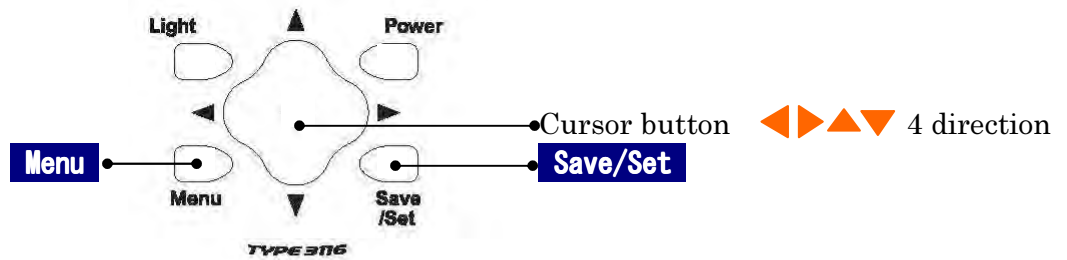 Light
Power
Cursor button ◀▶▲▼ 4 direction
Menu
Save/Set
Menu
Save
/Set
TYPE 3116